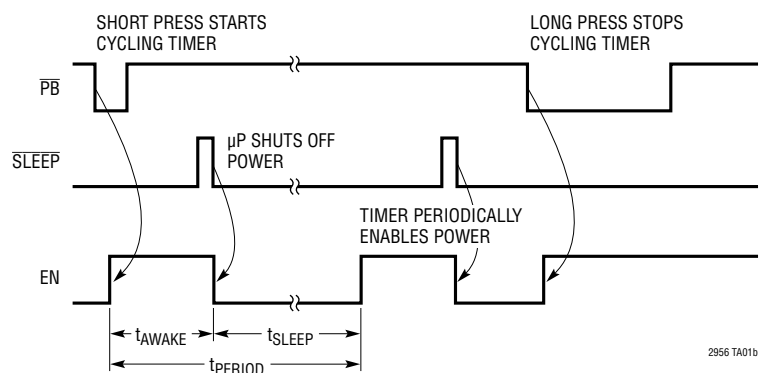 SHORT PRESS STARTS
CYCLING TIMER
LONG PRESS STOPS
CYCLING TIMER
PB
SLEEP
µP SHUTS OFF
POWER
TIMER PERIODICALLY
ENABLES POWER
EN
tAWAKE
tSLEEP
tPERIOD
2956 TA01b